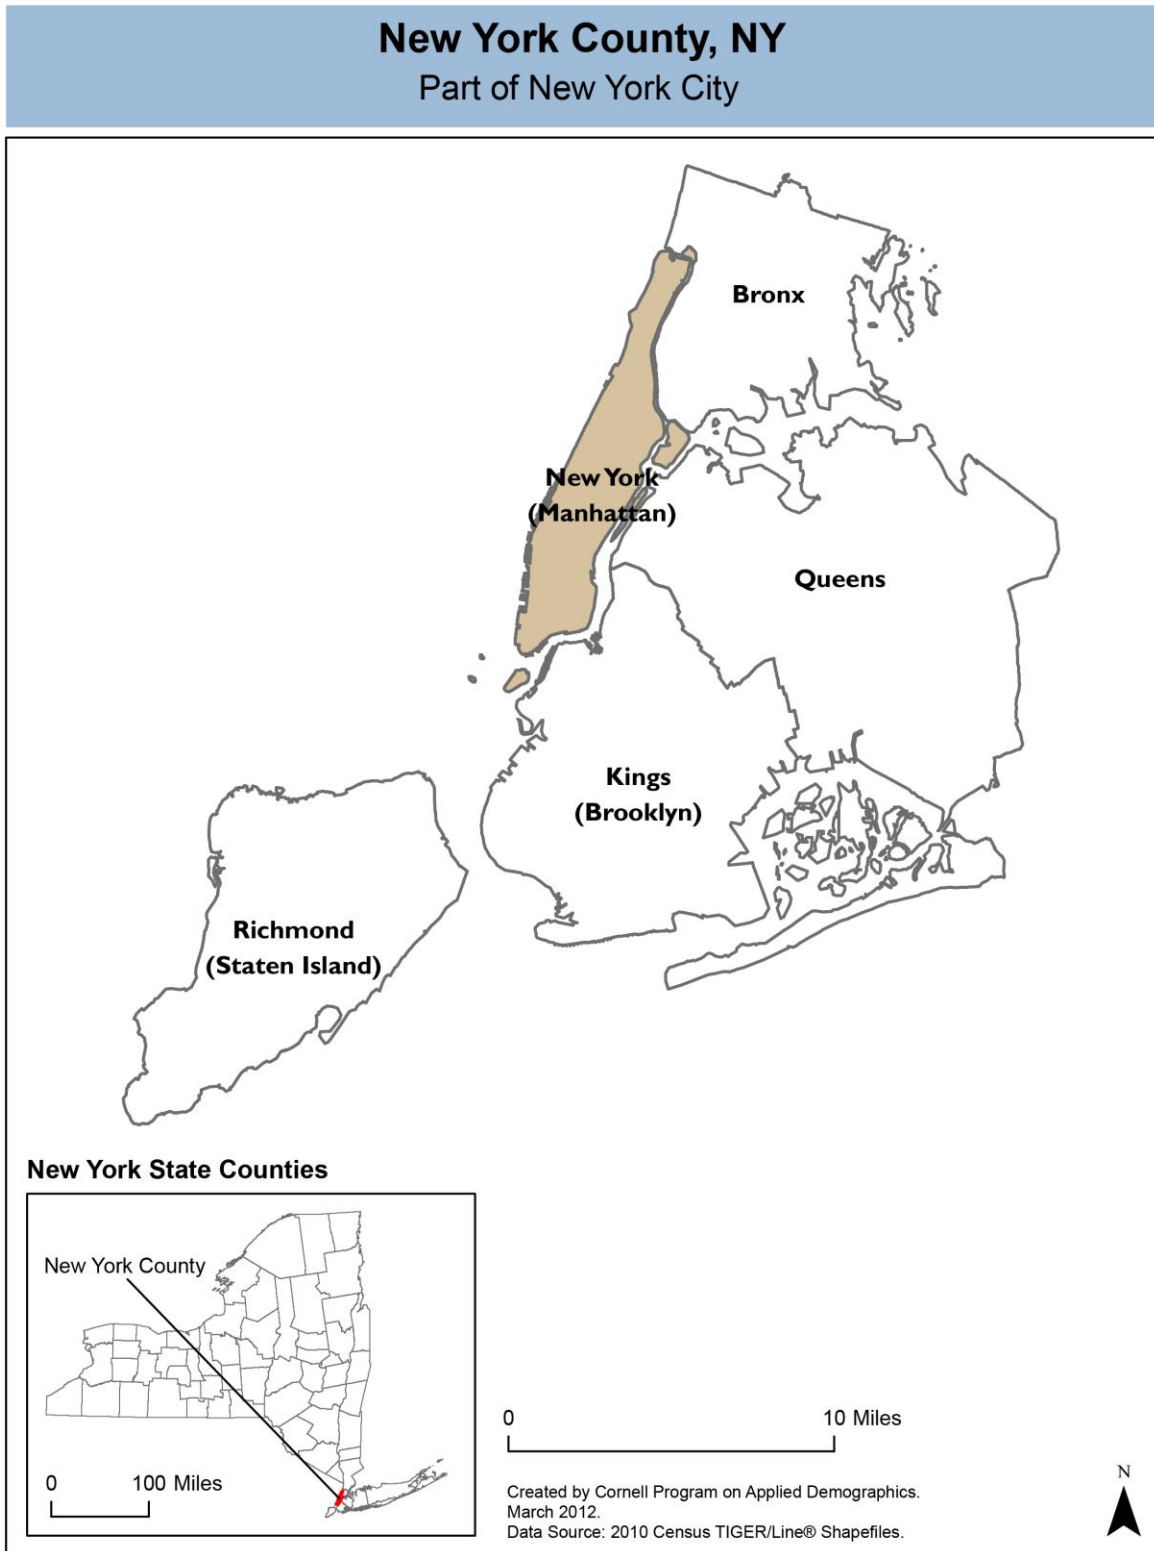 New York County, NY
Part of New York City
Bronx
New York
(Manhattan)
Queens
Kings
(Brooklyn)
Richmond
(Staten Island)
New York State Counties
New York County
0 100 Miles
0 10 Miles
Created by Cornell Program on Applied Demographics.
March 2012.
Data Source: 2010 Census TIGER/Line® Shapefiles.
N